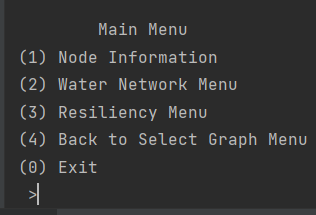 Main Menu
(1) Node Information
(2) Water Network Menu
(3) Resiliency Menu
(4) Back to Select Graph Menu
(0) Exit
>